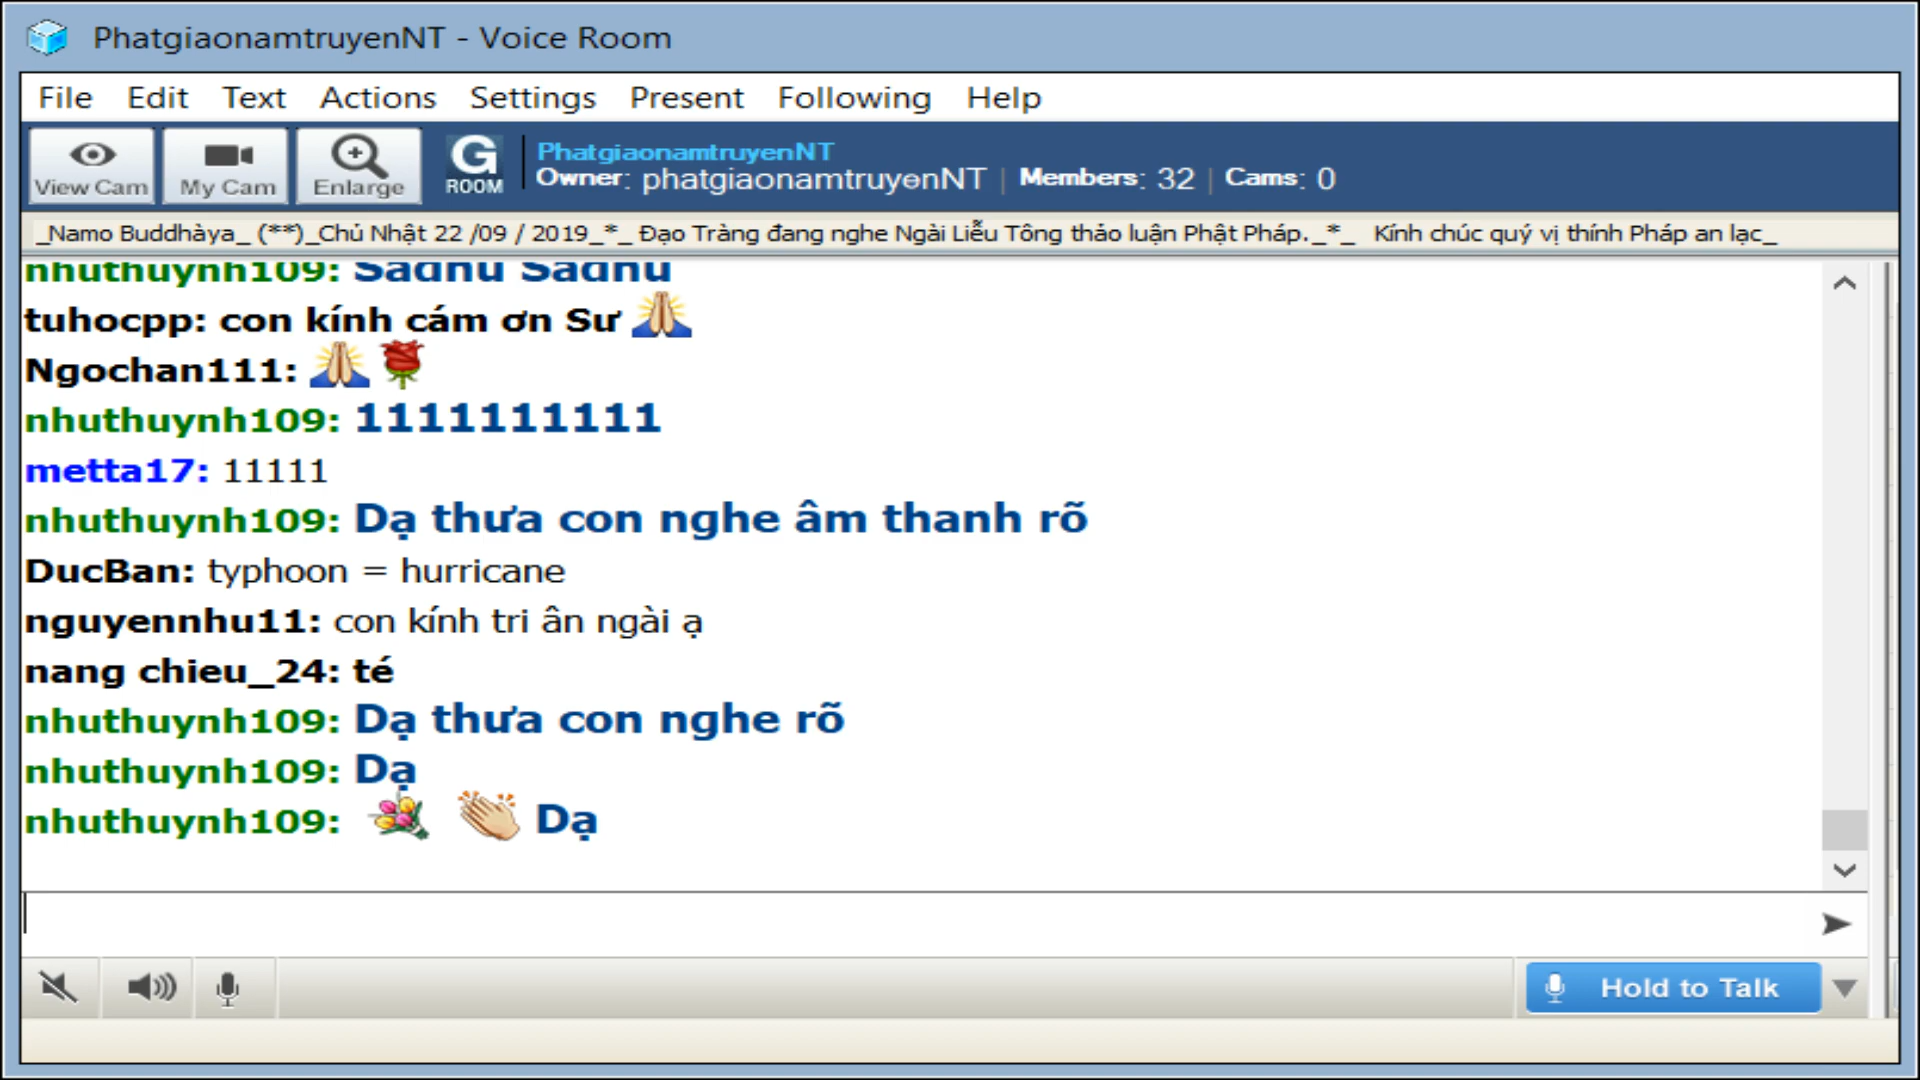 PhatgiaonamtruyenNT - Voice Room
File Edit Text Actions Settings Present Following Help
View Cam My Cam Enlarge G ROOM
PhatgiaonamtruyenNT
Owner: phatgiaonamtruyenNT | Members: 32 | Cams: 0
_Namo Buddhàya_ (**)_Chủ Nhật 22 /09 / 2019_*_ Đạo Tràng đang nghe Ngài Liễu Tông thảo luận Phật Pháp._*_ Kính chúc quý vị thính Pháp an lạc_
nhuthuynh109: Sadhu Sadhu
tuhocpp: con kính cám ơn Sư 🙏
Ngochan111: 🙏🌹
nhuthuynh109: 1111111111
metta17: 11111
nhuthuynh109: Dạ thưa con nghe âm thanh rõ
DucBan: typhoon = hurricane
nguyennhu11: con kính tri ân ngài ạ
nang chieu_24: té
nhuthuynh109: Dạ thưa con nghe rõ
nhuthuynh109: Dạ
nhuthuynh109: 💐 👏 Dạ
Hold to Talk